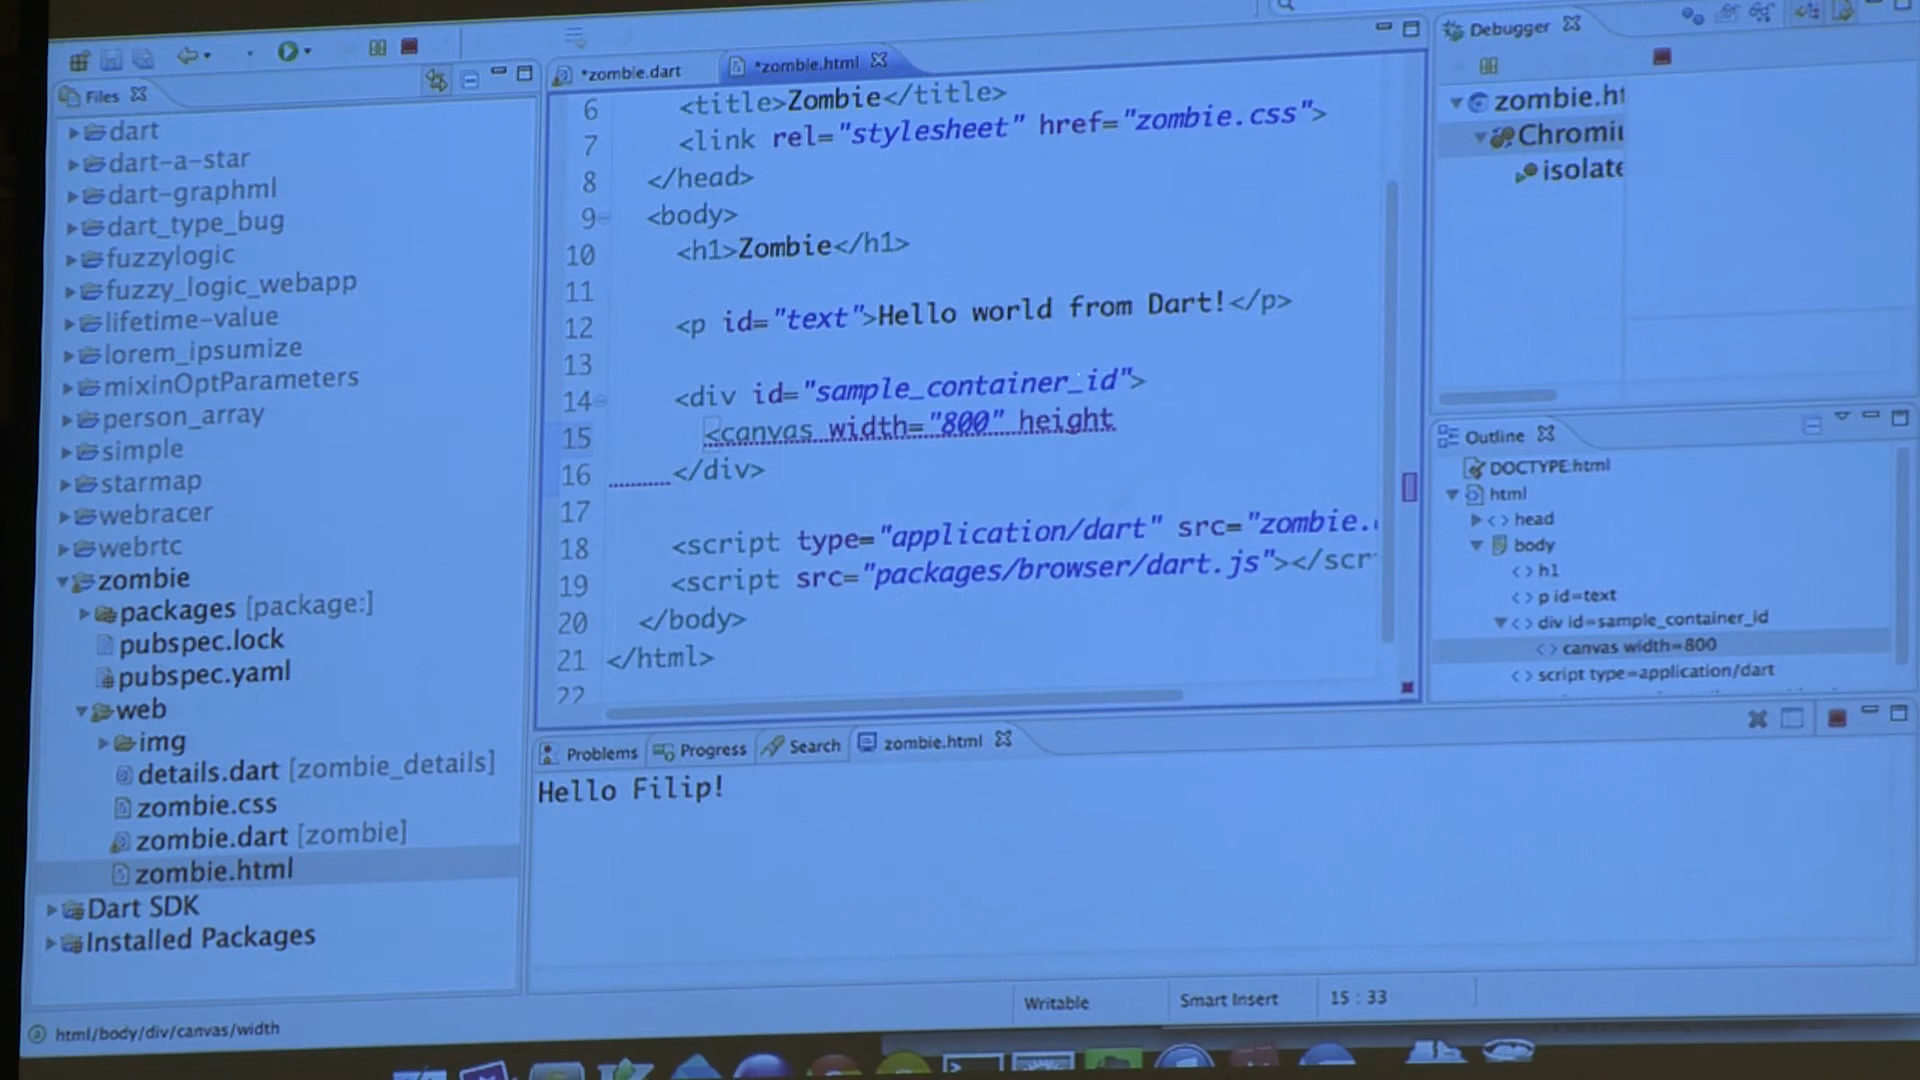 Files
dart
dart-a-star
dart-graphml
dart_type_bug
fuzzylogic
fuzzy_logic_webapp
lifetime-value
lorem_ipsumize
mixinOptParameters
person_array
simple
starmap
webracer
webrtc
zombie
packages [package:]
pubspec.lock
pubspec.yaml
web
img
details.dart [zombie_details]
zombie.css
zombie.dart [zombie]
zombie.html
Dart SDK
Installed Packages
*zombie.dart
*zombie.html
6 <title>Zombie</title>
7 <link rel="stylesheet" href="zombie.css">
8 </head>
9 <body>
10 <h1>Zombie</h1>
11
12 <p id="text">Hello world from Dart!</p>
13
14 <div id="sample_container_id">
15 <canvas width="800" height
16 </div>
17
18 <script type="application/dart" src="zombie.
19 <script src="packages/browser/dart.js"></scr
20 </body>
21 </html>
22
Debugger
zombie.ht
Chromiu
isolate
Outline
DOCTYPE:html
html
<> head
body
<> h1
<> p id=text
<> div id=sample_container_id
<> canvas width=800
<> script type=application/dart
Problems
Progress
Search
zombie.html
Hello Filip!
Writable
Smart Insert
15 : 33
html/body/div/canvas/width